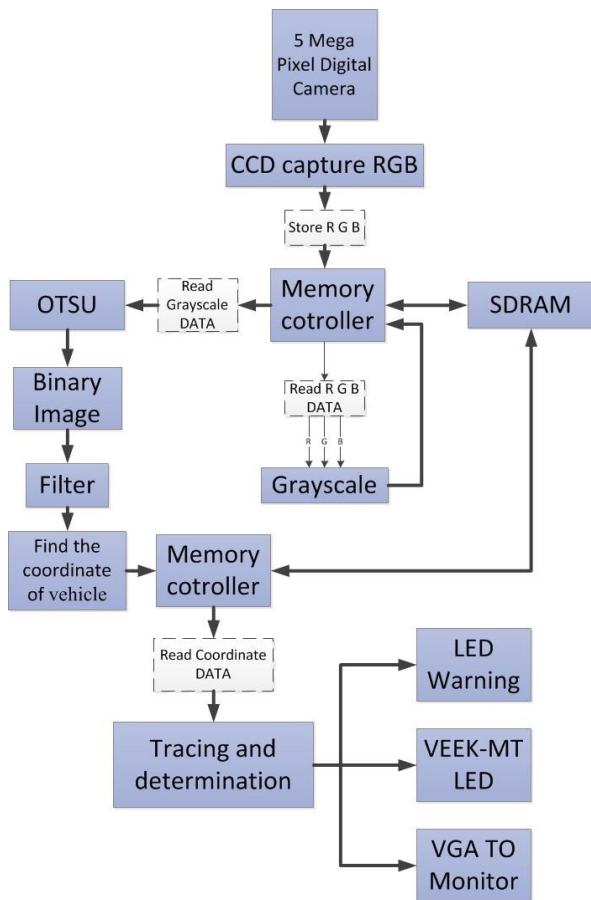 5 Mega
Pixel Digital
Camera
CCD capture RGB
Store R G B
Memory
cotroller
SDRAM
Read
Grayscale
DATA
OTSU
Binary
Image
Filter
Find the
coordinate
of vehicle
Read R G B
DATA
R G B
Grayscale
Memory
cotroller
Read Coordinate
DATA
Tracing and
determination
LED
Warning
VEEK-MT
LED
VGA TO
Monitor